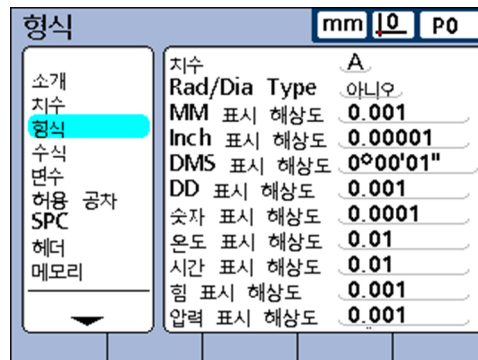 형식 mm 0 P0
소개
치수
형식
수식
변수
허용 공차
SPC
헤더
메모리
치수 A
Rad/Dia Type 아니오
MM 표시 해상도 0.001
Inch 표시 해상도 0.00001
DMS 표시 해상도 0°00'01"
DD 표시 해상도 0.001
숫자 표시 해상도 0.0001
온도 표시 해상도 0.01
시간 표시 해상도 0.01
힘 표시 해상도 0.001
압력 표시 해상도 0.001